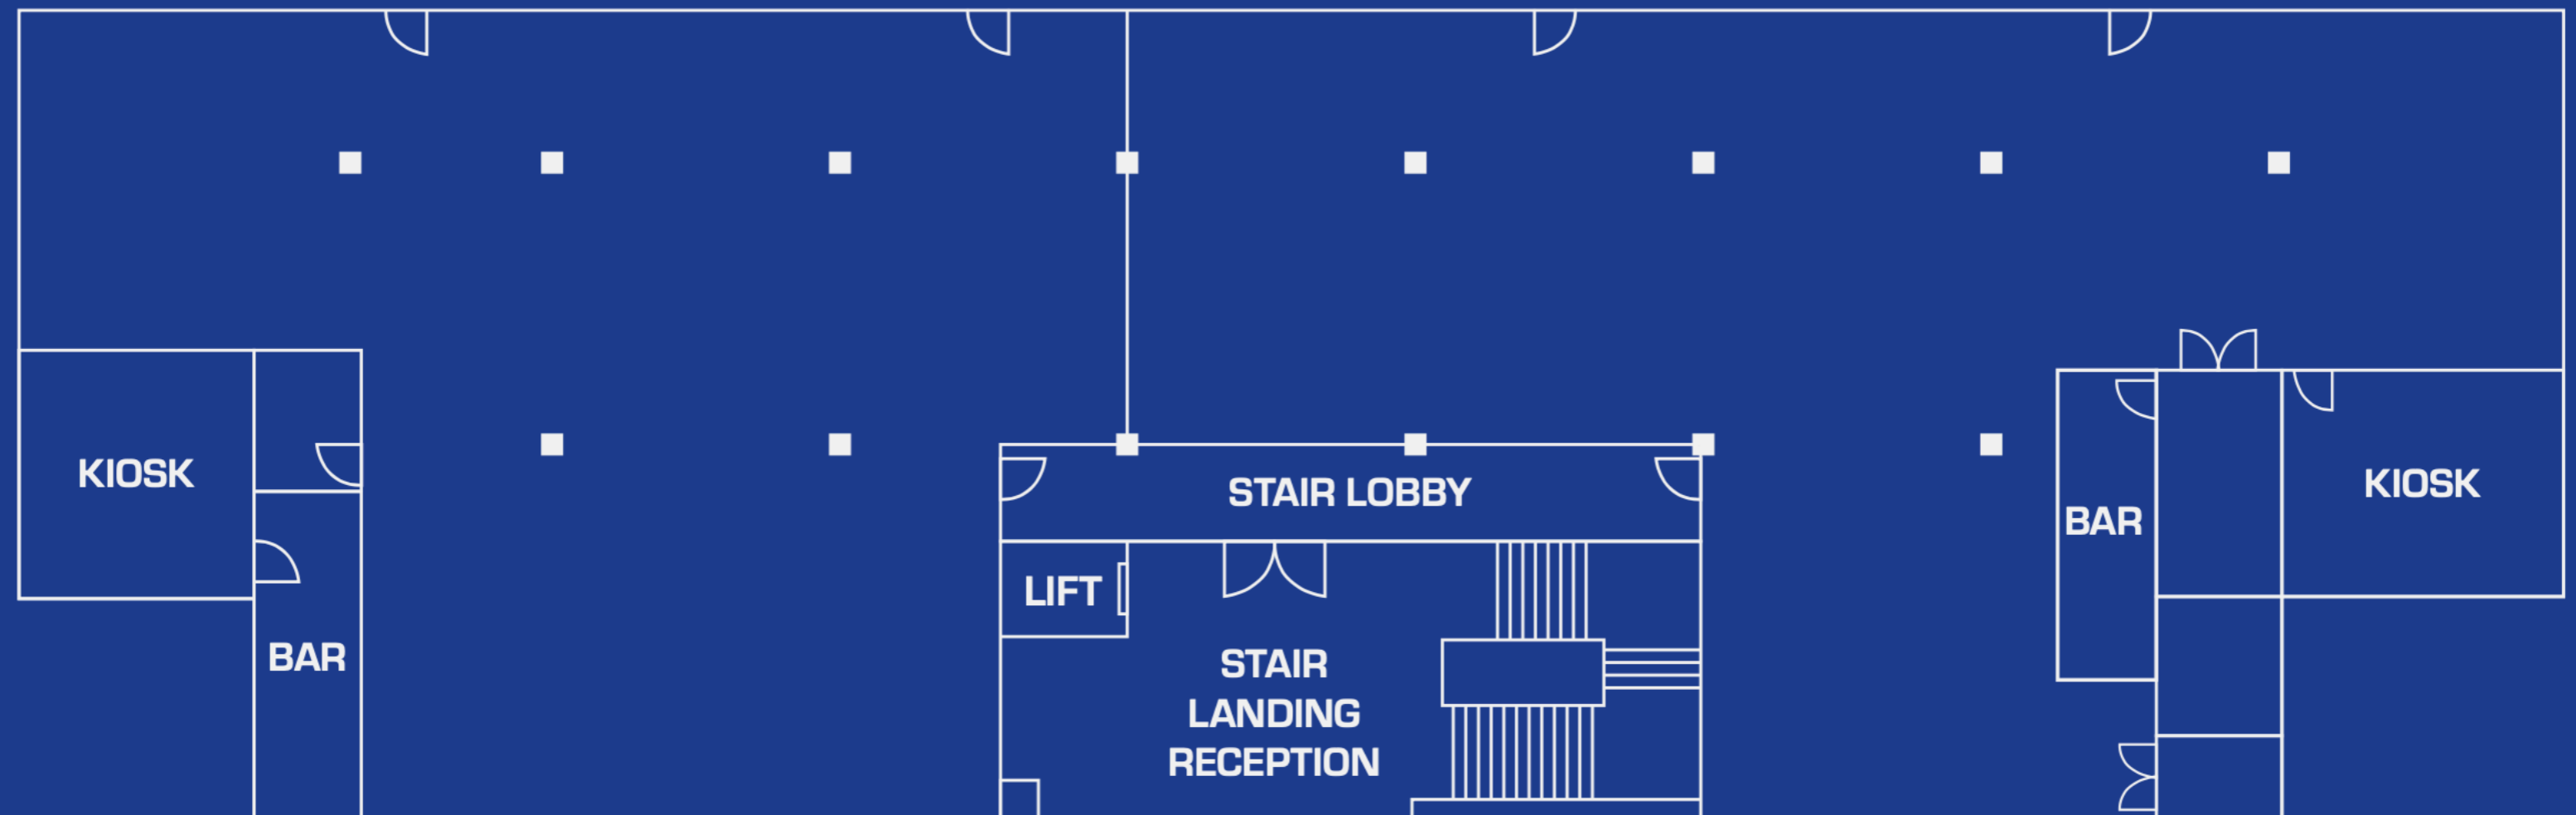 KIOSK
BAR
STAIR LOBBY
LIFT
STAIR
LANDING
RECEPTION
BAR
KIOSK